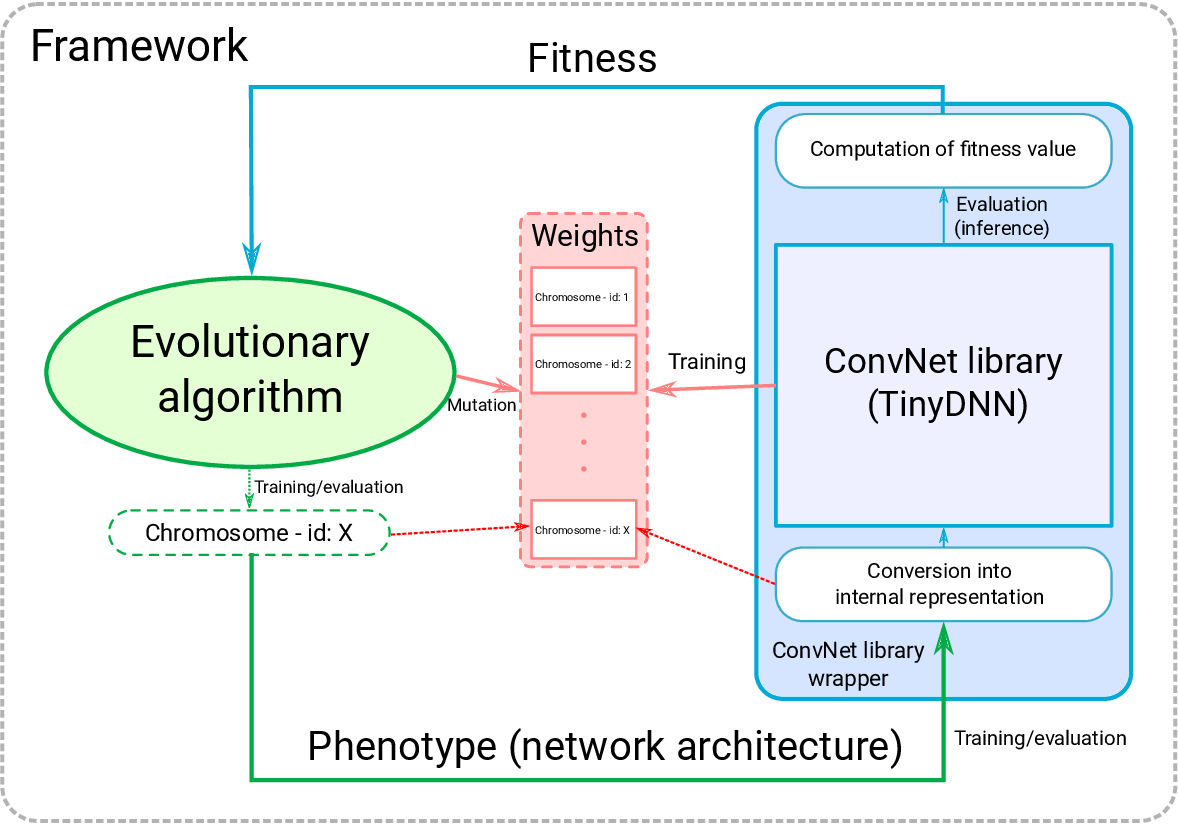 Framework
Fitness
Computation of fitness value
Evaluation
(inference)
Weights
Chromosome - id: 1
Evolutionary
algorithm
Chromosome - id: 2
Training
ConvNet library
(TinyDNN)
Mutation
Training/evaluation
Chromosome - id: X
Chromosome - id: X
Conversion into
internal representation
ConvNet library
wrapper
Phenotype (network architecture)
Training/evaluation